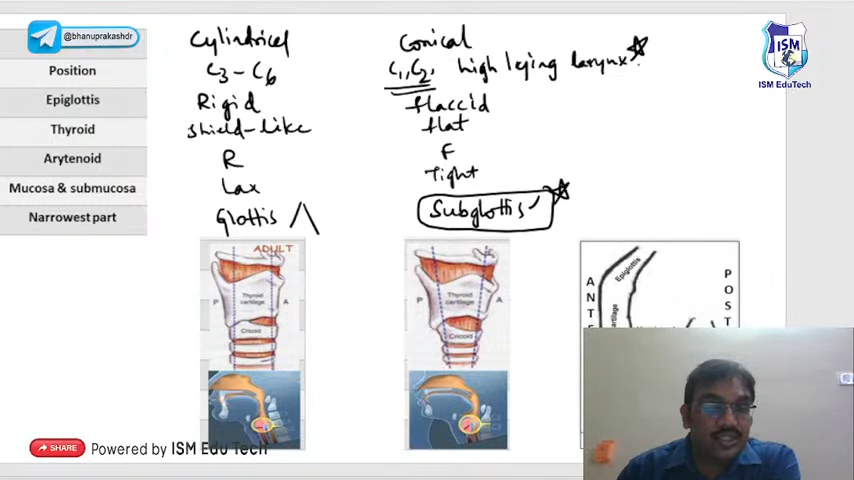 @bhanuprakashdr
ISM
ISM EduTech
Cylindrical Conical
Position C3 - C6 C1, C2, high lying larynx
Epiglottis Rigid flaccid
Thyroid shield-like flat
Arytenoid R F
Mucosa & submucosa Lax Tight
Narrowest part Glottis Subglottis
ADULT
P Thyroid cartilage A
Cricoid
P Thyroid cartilage A
Cricoid
Epiglottis
ANTE
POST
cartilage
SHARE
Powered by ISM Edu Tech